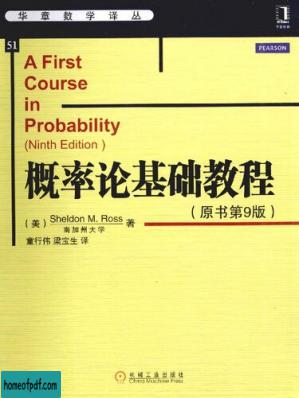 华章数学译丛
51
PEARSON
A First
Course
in
Probability
(Ninth Edition)
概率论基础教程
(原书第9版)
(美) Sheldon M. Ross 著
南加州大学
童行伟 梁宝生 译
机械工业出版社
China Machine Press
homeofpdf.com
homeofpdf.com